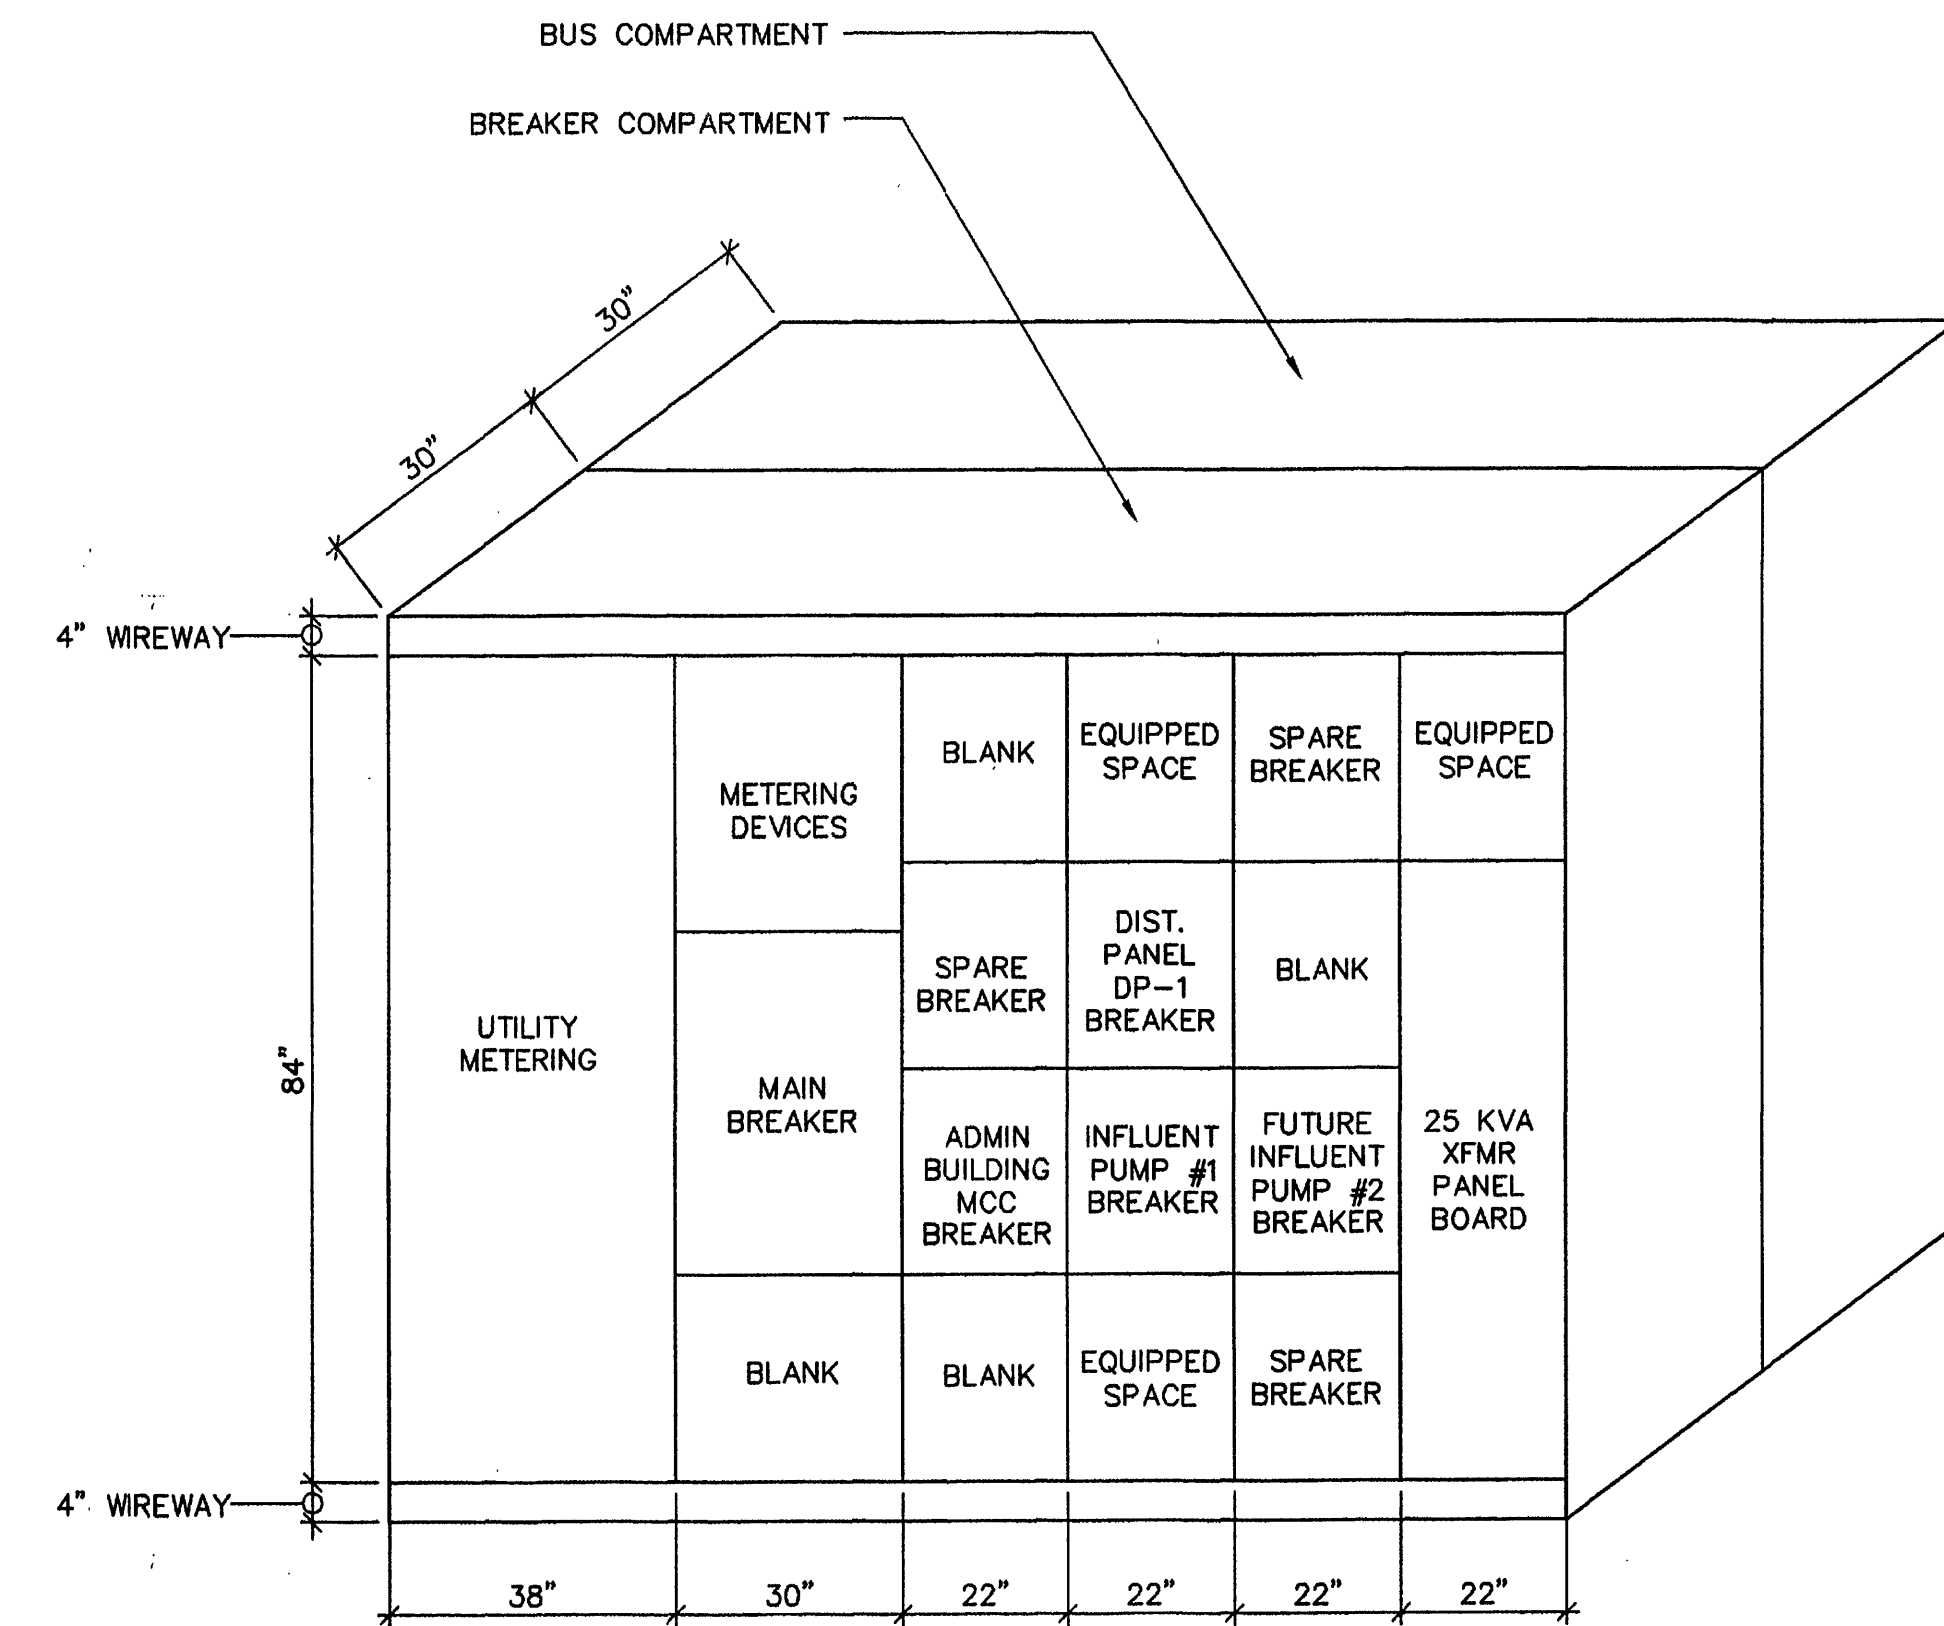 BUS COMPARTMENT
BREAKER COMPARTMENT
30"
30"
4" WIREWAY
BLANK
EQUIPPED
SPACE
SPARE
BREAKER
EQUIPPED
SPACE
METERING
DEVICES
SPARE
BREAKER
DIST.
PANEL
DP-1
BREAKER
BLANK
UTILITY
METERING
84"
MAIN
BREAKER
ADMIN
BUILDING
MCC
BREAKER
INFLUENT
PUMP #1
BREAKER
FUTURE
INFLUENT
PUMP #2
BREAKER
25 KVA
XFMR
PANEL
BOARD
BLANK
BLANK
EQUIPPED
SPACE
SPARE
BREAKER
4" WIREWAY
38"
30"
22"
22"
22"
22"